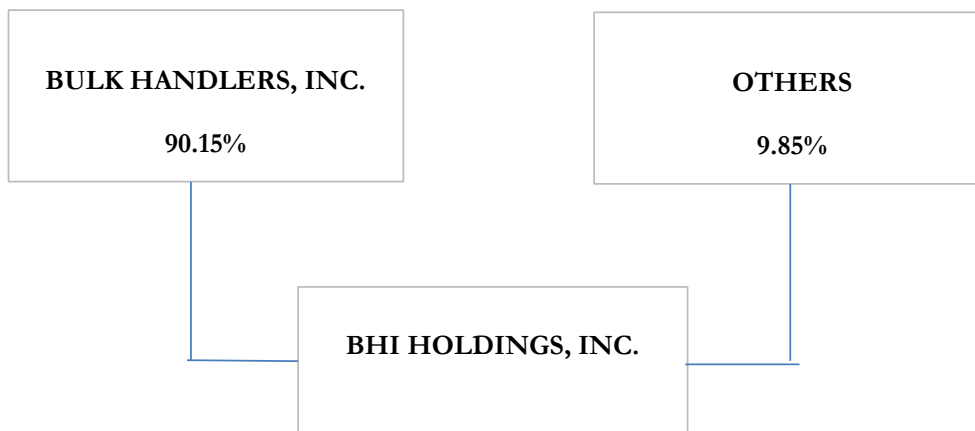 BULK HANDLERS, INC.
90.15%
OTHERS
9.85%
BHI HOLDINGS, INC.